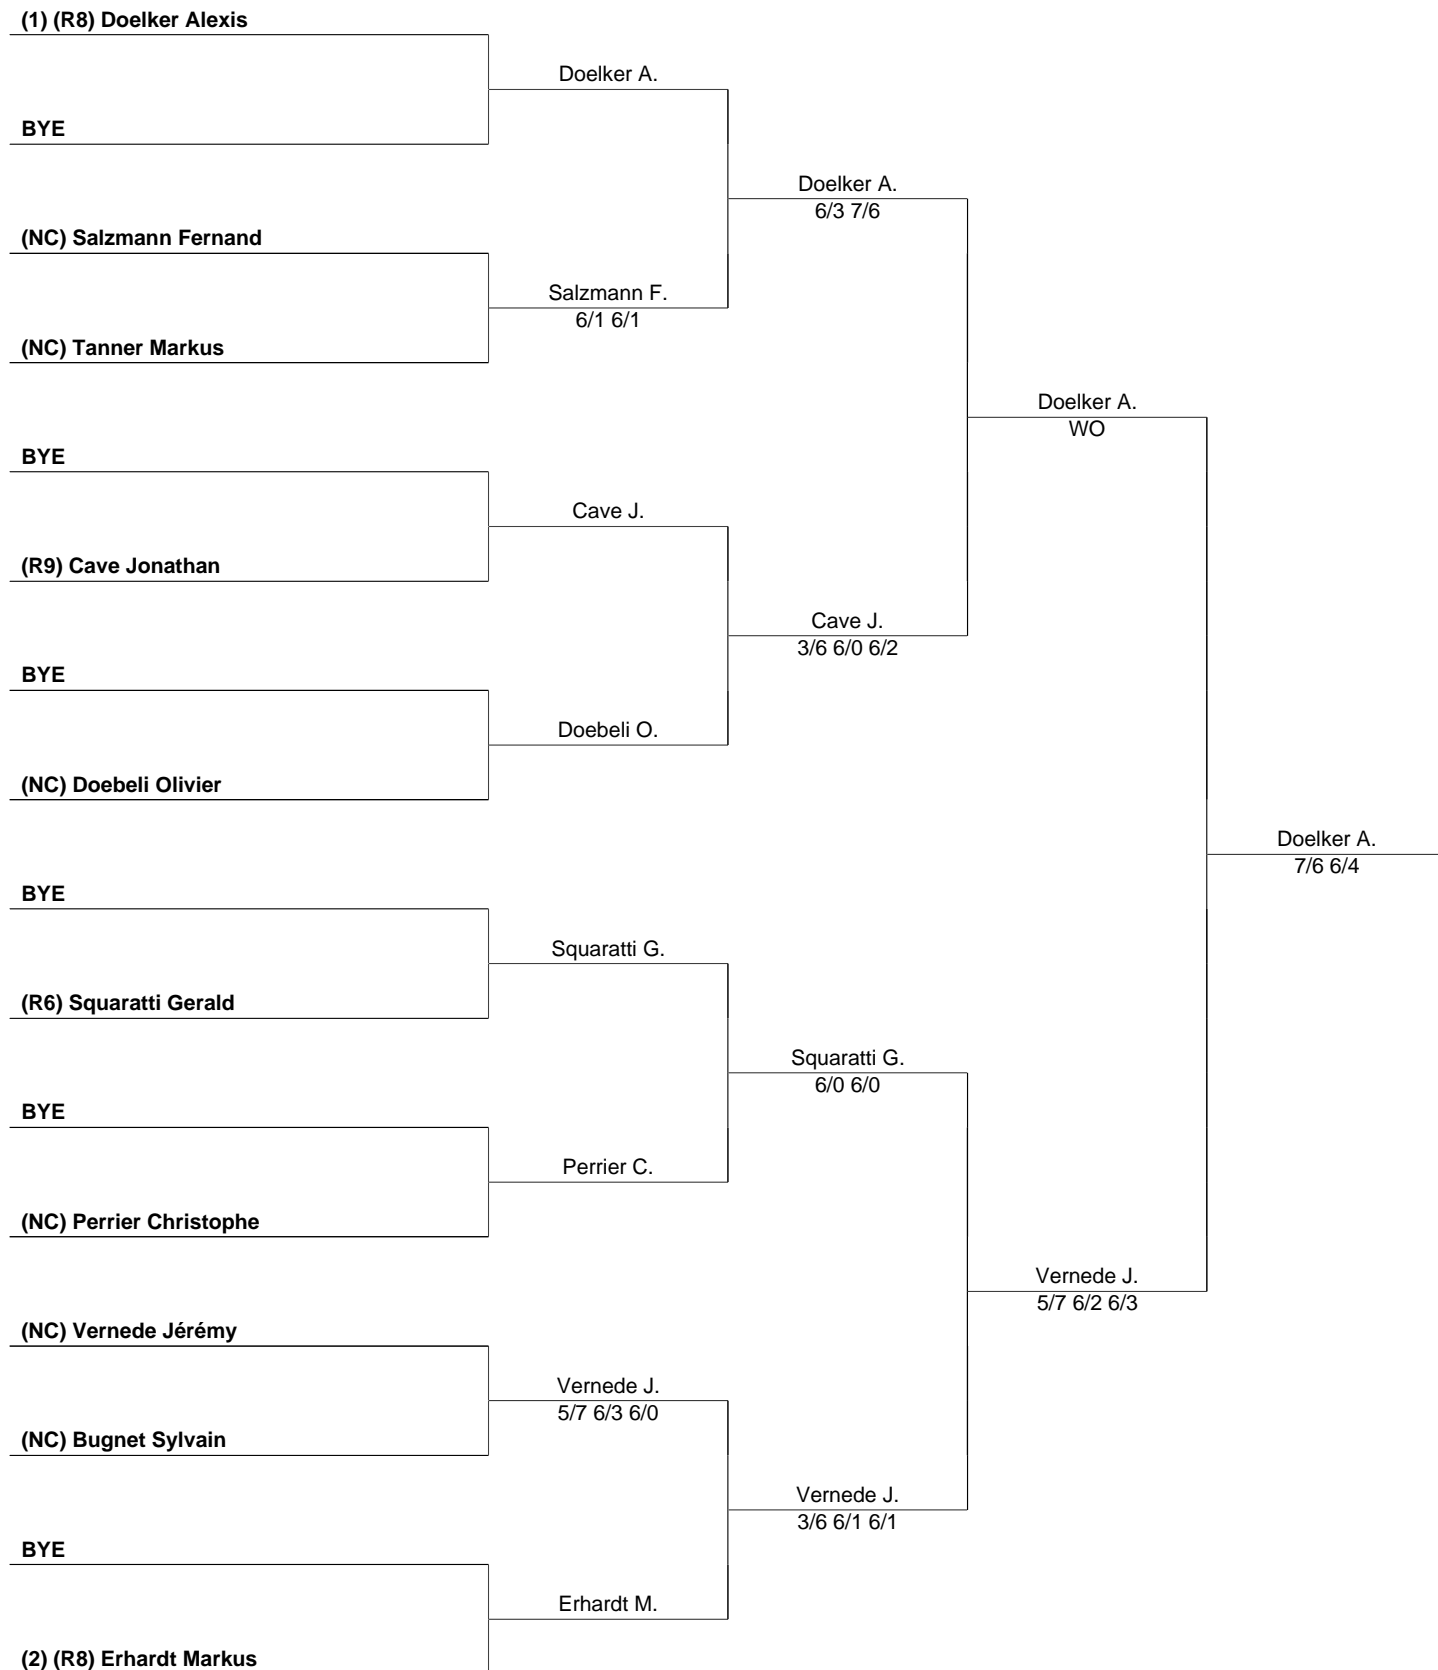 (1) (R8) Doelker Alexis
Doelker A.
BYE
Doelker A.
6/3 7/6
(NC) Salzmann Fernand
Salzmann F.
6/1 6/1
(NC) Tanner Markus
Doelker A.
WO
BYE
Cave J.
(R9) Cave Jonathan
Cave J.
3/6 6/0 6/2
BYE
Doebeli O.
(NC) Doebeli Olivier
Doelker A.
7/6 6/4
BYE
Squaratti G.
(R6) Squaratti Gerald
Squaratti G.
6/0 6/0
BYE
Perrier C.
(NC) Perrier Christophe
Vernede J.
5/7 6/2 6/3
(NC) Vernede Jérémy
Vernede J.
5/7 6/3 6/0
(NC) Bugnet Sylvain
Vernede J.
3/6 6/1 6/1
BYE
Erhardt M.
(2) (R8) Erhardt Markus